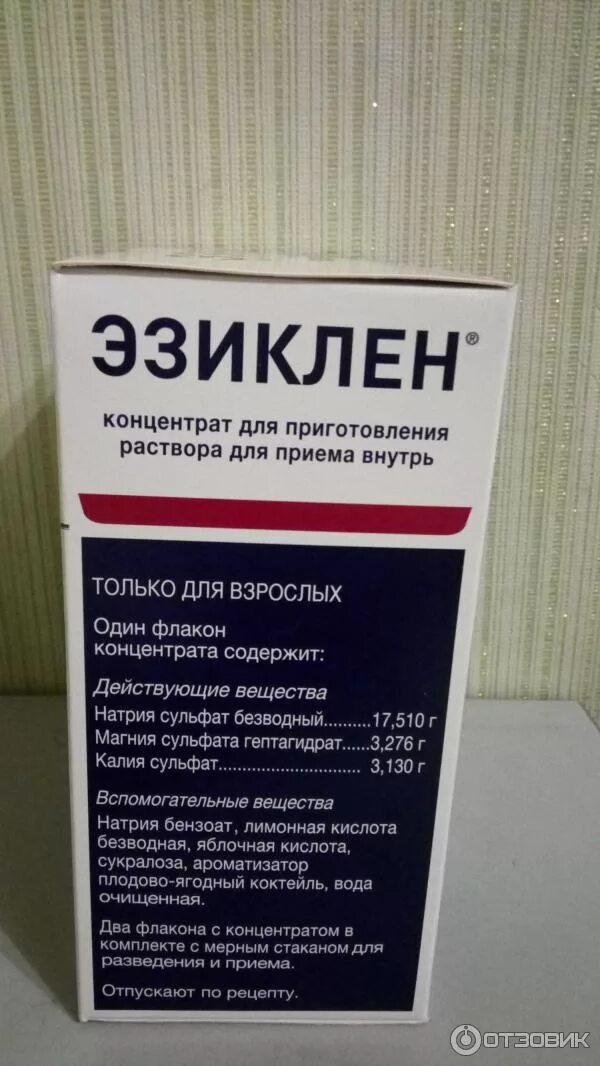 ЭЗИКЛЕН®
концентрат для приготовления
раствора для приема внутрь
ТОЛЬКО ДЛЯ ВЗРОСЛЫХ
Один флакон
концентрата содержит:
Действующие вещества
Натрия сульфат безводный..........17,510 г
Магния сульфата гептагидрат......3,276 г
Калия сульфат.............................. 3,130 г
Вспомогательные вещества
Натрия бензоат, лимонная кислота
безводная, яблочная кислота,
сукралоза, ароматизатор
плодово-ягодный коктейль, вода
очищенная.
Два флакона с концентратом в
комплекте с мерным стаканом для
разведения и приема.
Отпускают по рецепту.
ОТЗОВИК